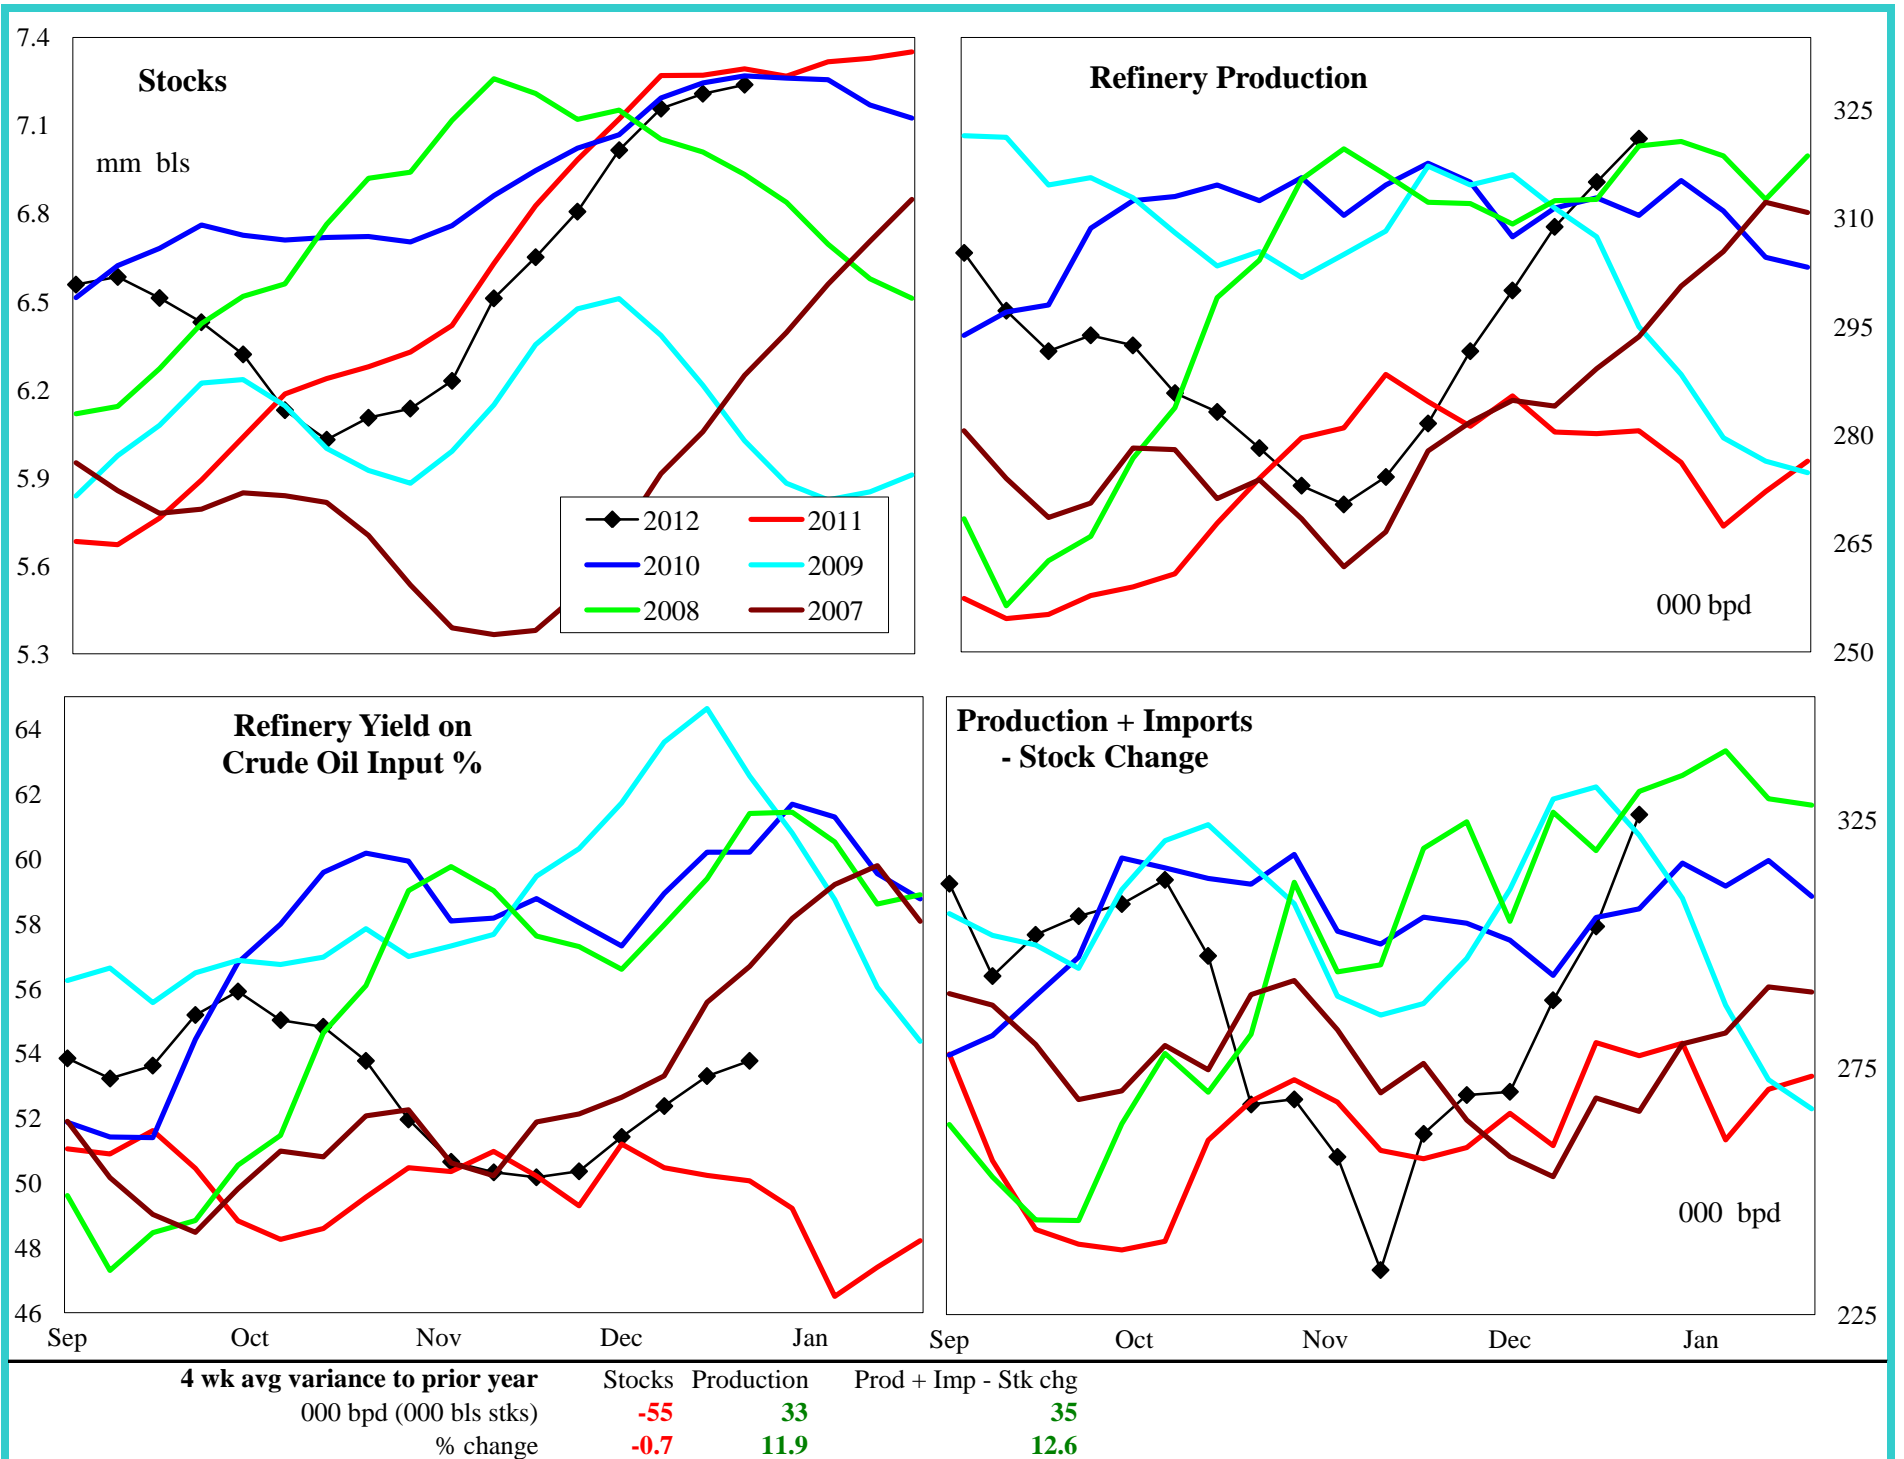 Stocks
mm bls
7.4
7.1
6.8
6.5
6.2
5.9
5.6
5.3
2012 2011
2010 2009
2008 2007
Refinery Production
325
310
295
280
265
250
000 bpd
Refinery Yield on
Crude Oil Input %
64
62
60
58
56
54
52
50
48
46
Sep Oct Nov Dec Jan
Production + Imports
- Stock Change
325
275
225
000 bpd
Sep Oct Nov Dec Jan
4 wk avg variance to prior year Stocks Production Prod + Imp - Stk chg
000 bpd (000 bls stks) -55 33 35
% change -0.7 11.9 12.6